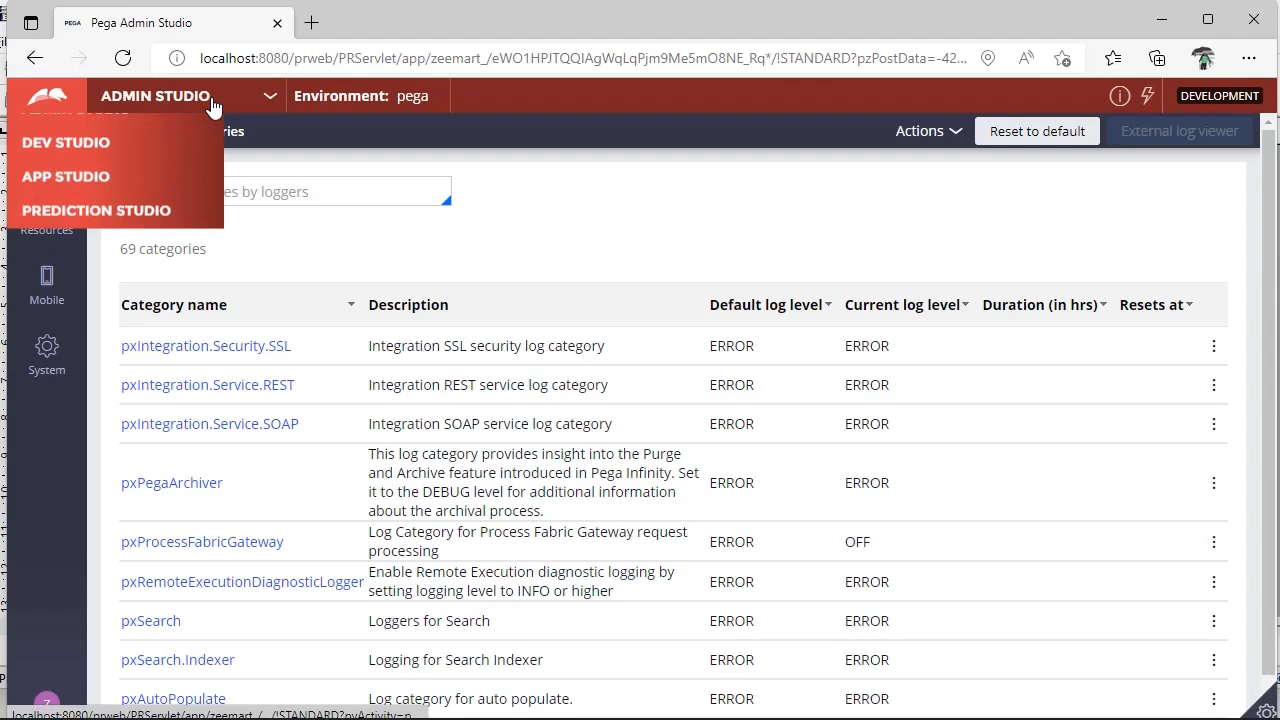 PEGA Pega Admin Studio
localhost:8080/prweb/PRServlet/app/zeemart_/eWO1HPJTQQIAgWqLqPjm9Me5mO8NE_Rq*/!STANDARD?pzPostData=-42...
ADMIN STUDIO Environment: pega DEVELOPMENT
DEV STUDIO
APP STUDIO
PREDICTION STUDIO
Actions Reset to default External log viewer
es by loggers
Resources
Mobile
System
69 categories
Category name Description Default log level Current log level Duration (in hrs) Resets at
pxIntegration.Security.SSL Integration SSL security log category ERROR ERROR
pxIntegration.Service.REST Integration REST service log category ERROR ERROR
pxIntegration.Service.SOAP Integration SOAP service log category ERROR ERROR
This log category provides insight into the Purge
and Archive feature introduced in Pega Infinity. Set
pxPegaArchiver it to the DEBUG level for additional information ERROR ERROR
about the archival process.
Log Category for Process Fabric Gateway request
pxProcessFabricGateway processing ERROR OFF
Enable Remote Execution diagnostic logging by
pxRemoteExecutionDiagnosticLogger setting logging level to INFO or higher ERROR ERROR
pxSearch Loggers for Search ERROR ERROR
pxSearch.Indexer Logging for Search Indexer ERROR ERROR
pxAutoPopulate Log category for auto populate. ERROR ERROR
Z